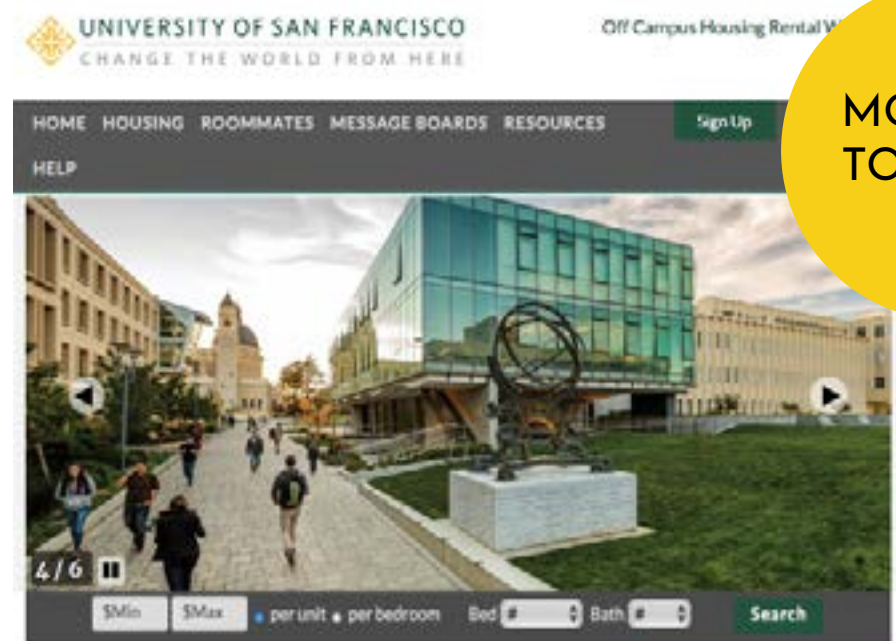 UNIVERSITY OF SAN FRANCISCO
CHANGE THE WORLD FROM HERE
Off Campus Housing Rental
HOME HOUSING ROOMMATES MESSAGE BOARDS RESOURCES
Sign Up
HELP
4/6
$Min $Max per unit per bedroom Bed # Bath # Search